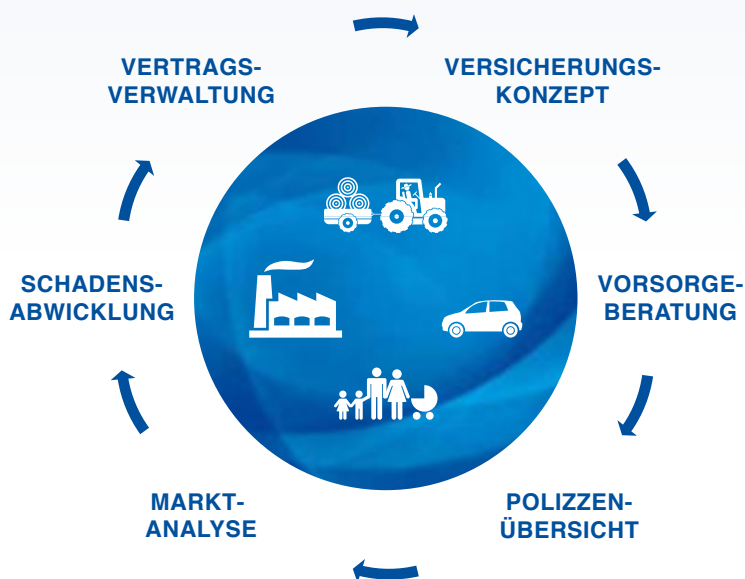 VERTRAGS-
VERWALTUNG
VERSICHERUNGS-
KONZEPT
SCHADENS-
ABWICKLUNG
VORSORGE-
BERATUNG
MARKT-
ANALYSE
POLIZZEN-
ÜBERSICHT